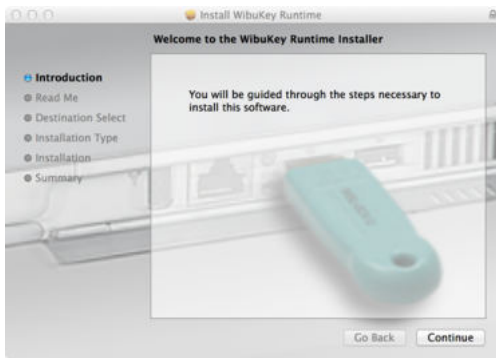 Install WibuKey Runtime
Welcome to the WibuKey Runtime Installer
Introduction
Read Me
Destination Select
Installation Type
Installation
Summary
You will be guided through the steps necessary to
install this software.
WIBUKEY
Go Back
Continue